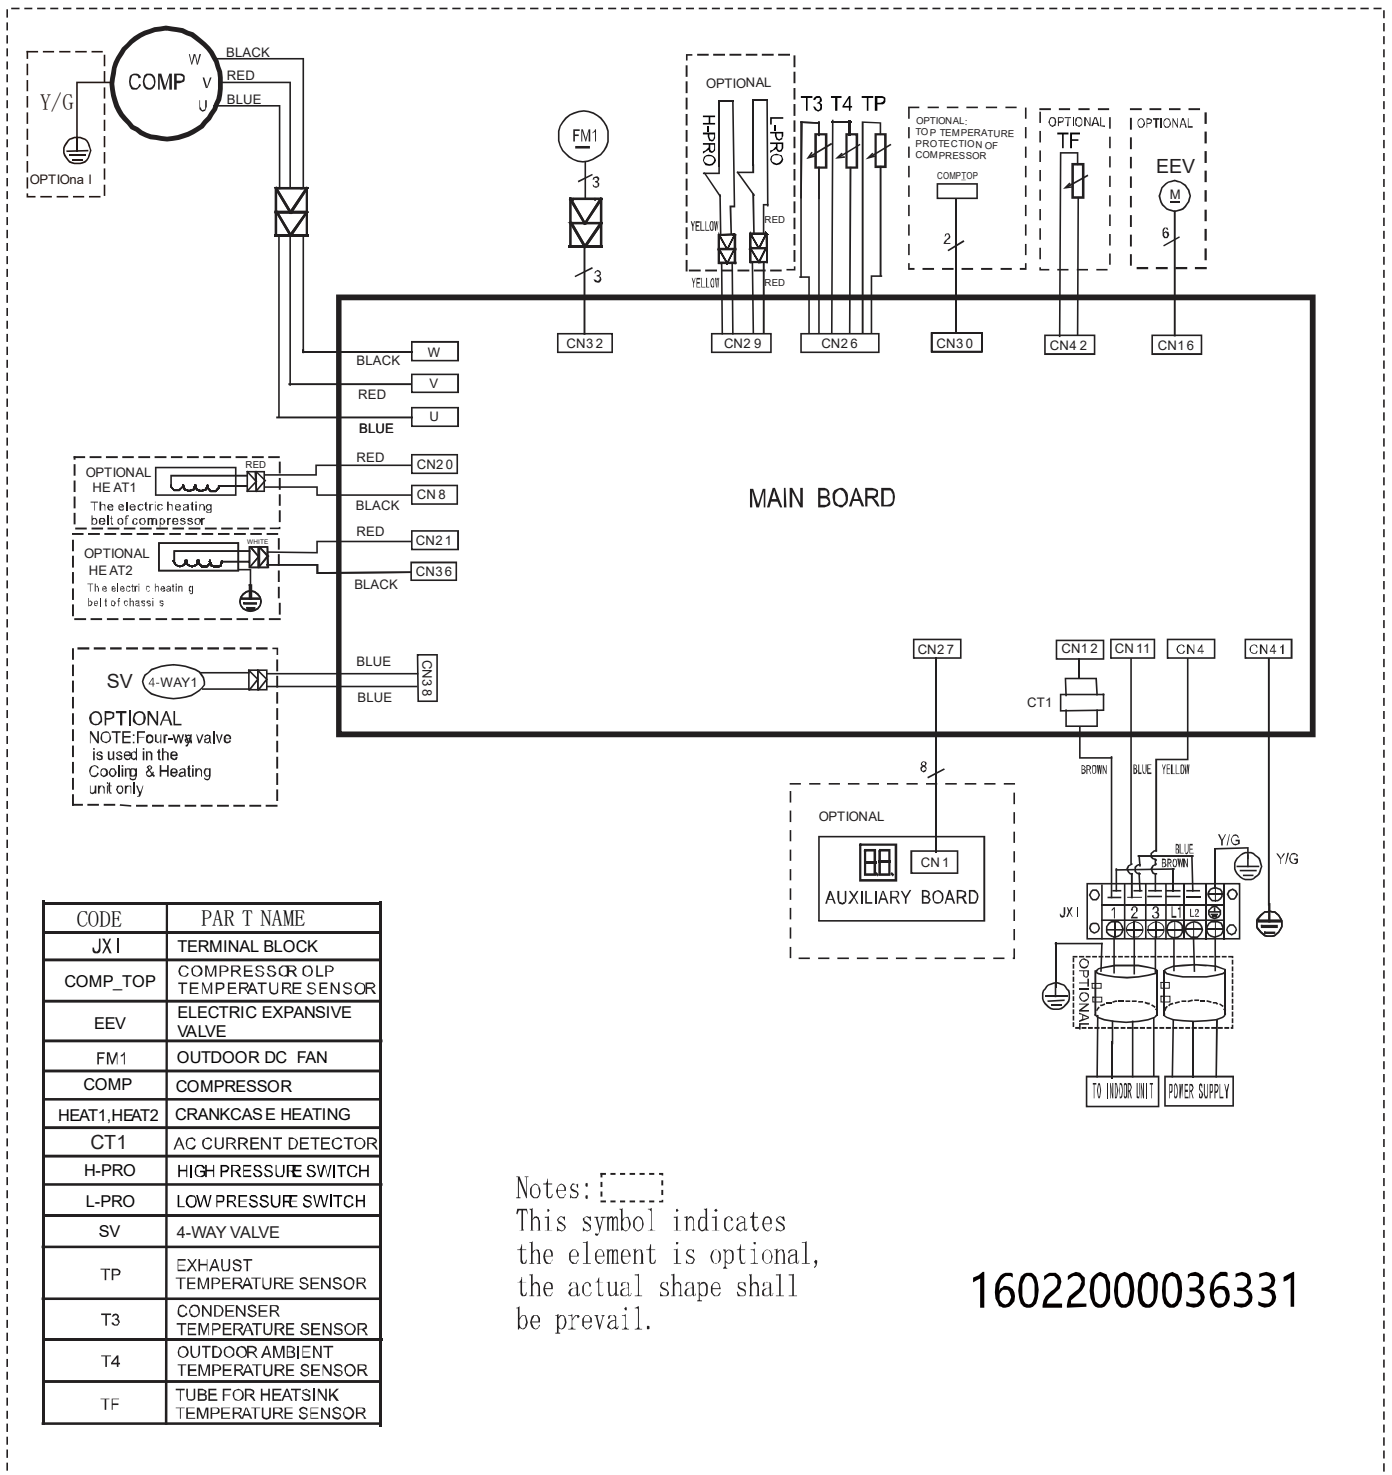 BLACK
W
COMP
V
RED
U
BLUE
Y/G
OPTIOna l
FM1
3
3
OPTIONAL
H-PRO
L-PRO
YELLOW
RED
YELLOW
RED
T3 T4 TP
OPTIONAL:
TOP TEMPERATURE
PROTECTION OF
COMPRESSOR
COMPTOP
2
OPTIONAL
TF
OPTIONAL
EEV
M
6
CN32
CN29
CN26
CN30
CN42
CN16
BLACK
W
RED
V
BLUE
U
OPTIONAL
HEAT1
RED
The electric heating
belt of compressor
RED
CN20
BLACK
CN8
OPTIONAL
HEAT2
WHITE
The electric heating
belt of chassis
RED
CN21
BLACK
CN36
MAIN BOARD
SV
4-WAY1
BLUE
BLUE
CN38
OPTIONAL
NOTE:Four-way valve
is used in the
Cooling & Heating
unit only
CN27
CN12
CN11
CN4
CN41
CT1
8
BROWN
BLUE
YELLOW
OPTIONAL
CN1
AUXILIARY BOARD
BLUE
BROWN
Y/G
Y/G
JX1
1 2 3 L1 L2
OPTIONAL
TO INDOOR UNIT
POWER SUPPLY
CODE PART NAME
JX1 TERMINAL BLOCK
COMP_TOP COMPRESSOR OLP
TEMPERATURE SENSOR
EEV ELECTRIC EXPANSIVE
VALVE
FM1 OUTDOOR DC FAN
COMP COMPRESSOR
HEAT1,HEAT2 CRANKCASE HEATING
CT1 AC CURRENT DETECTOR
H-PRO HIGH PRESSURE SWITCH
L-PRO LOW PRESSURE SWITCH
SV 4-WAY VALVE
TP EXHAUST
TEMPERATURE SENSOR
T3 CONDENSER
TEMPERATURE SENSOR
T4 OUTDOOR AMBIENT
TEMPERATURE SENSOR
TF TUBE FOR HEATSINK
TEMPERATURE SENSOR
Notes:
This symbol indicates
the element is optional,
the actual shape shall
be prevail.
16022000036331